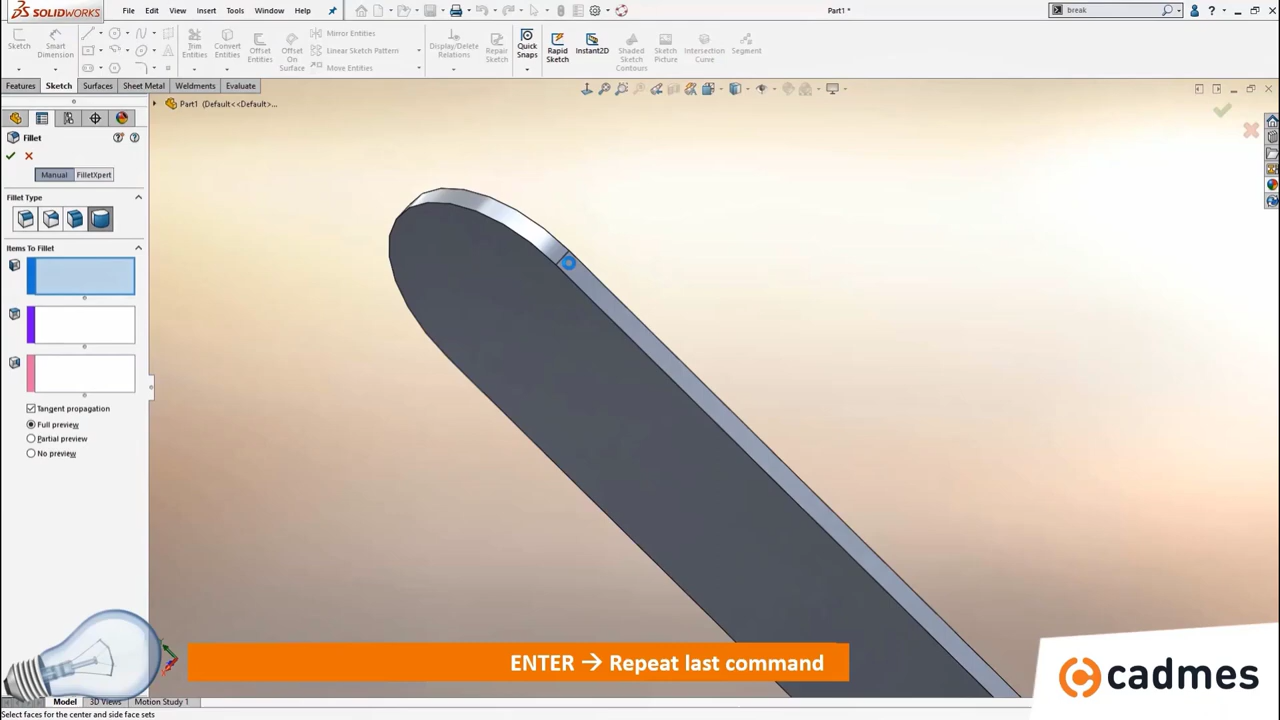 SOLIDWORKS
File Edit View Insert Tools Window Help
Part1 *
break
Sketch
Smart Dimension
Trim Entities
Convert Entities
Offset Entities
Offset On Surface
Mirror Entities
Linear Sketch Pattern
Move Entities
Display/Delete Relations
Repair Sketch
Quick Snaps
Rapid Sketch
Instant2D
Shaded Sketch Contours
Sketch Picture
Intersection Curve
Segment
Features Sketch Surfaces Sheet Metal Weldments Evaluate
Part1 (Default<<Default>...
Fillet
Manual FilletXpert
Fillet Type
Items To Fillet
Tangent propagation
Full preview
Partial preview
No preview
ENTER → Repeat last command
cadmes
Model 3D Views Motion Study 1
Select faces for the center and side face sets